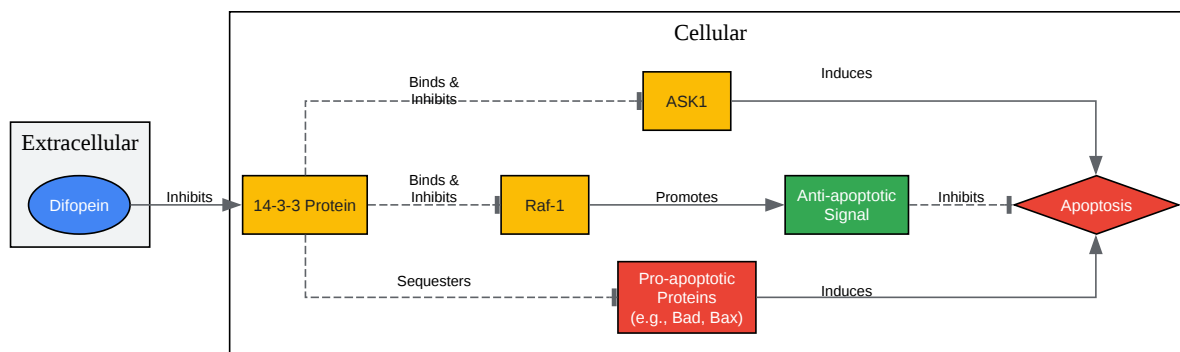 Cellular
Binds &
Inhibits
Induces
ASK1
Extracellular
Difopein
Inhibits
14-3-3 Protein
Binds &
Inhibits
Raf-1
Promotes
Anti-apoptotic
Signal
Inhibits
Apoptosis
Sequesters
Pro-apoptotic
Proteins
(e.g., Bad, Bax)
Induces